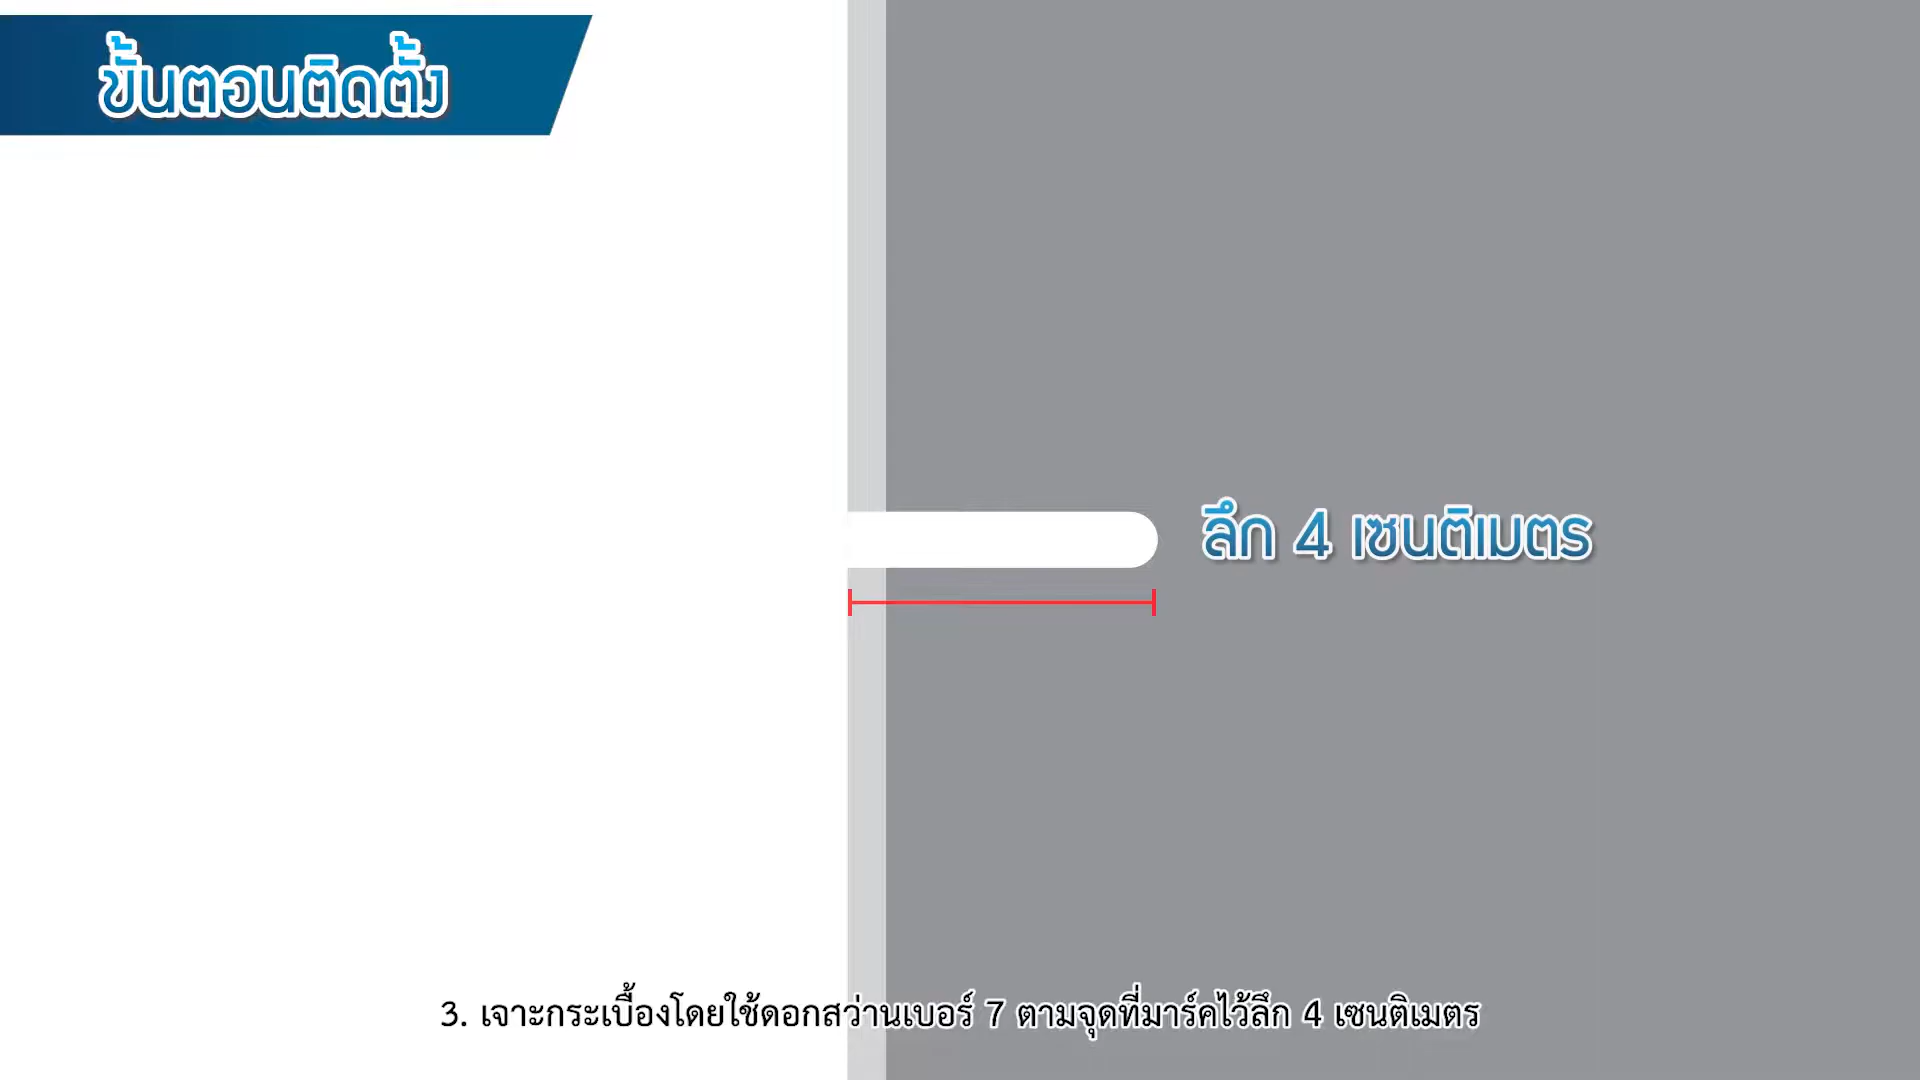 ขั้นตอนติดตั้ง
ลึก 4 เซนติเมตร
3. เจาะกระเบื้องโดยใช้ดอกสว่านเบอร์ 7 ตามจุดที่มาร์คไว้ลึก 4 เซนติเมตร